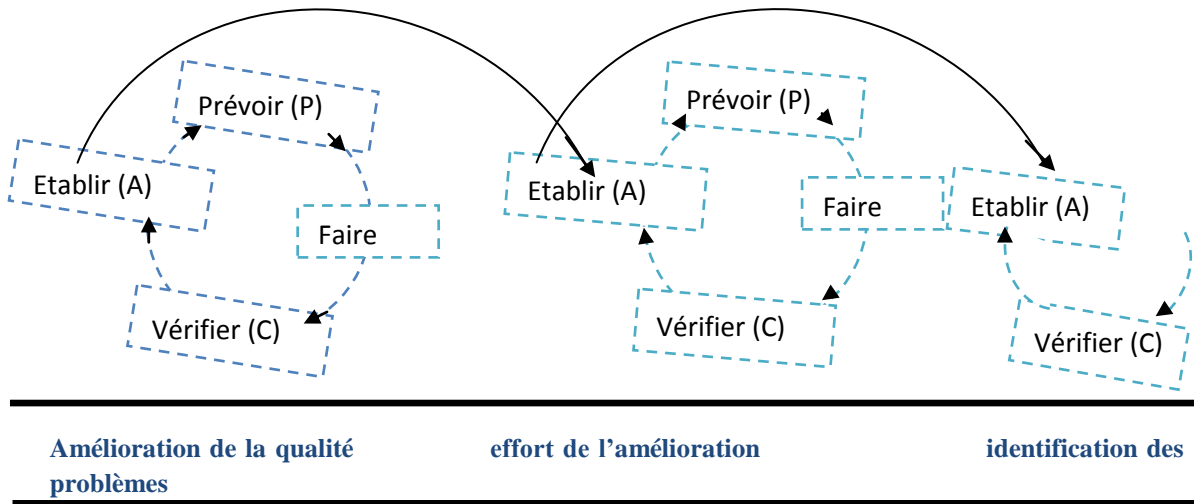 Prévoir (P)
Etablir (A)
Faire
Vérifier (C)
Prévoir (P)
Etablir (A)
Faire
Vérifier (C)
Etablir (A)
Vérifier (C)
Amélioration de la qualité effort de l’amélioration identification des
problèmes